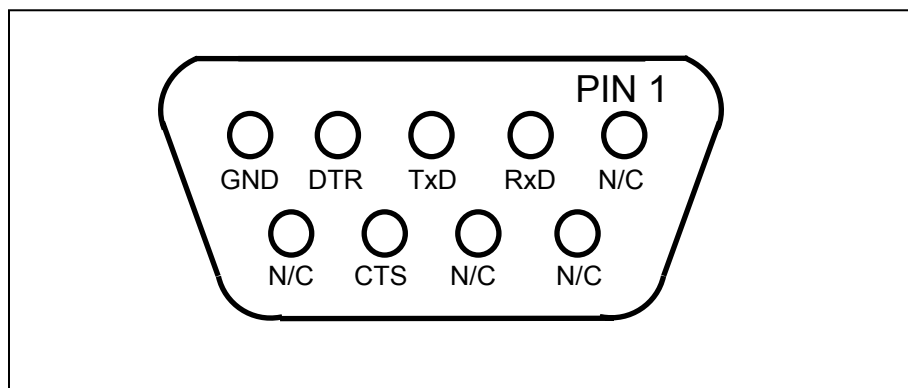 PIN 1
GND DTR TxD RxD N/C
N/C CTS N/C N/C